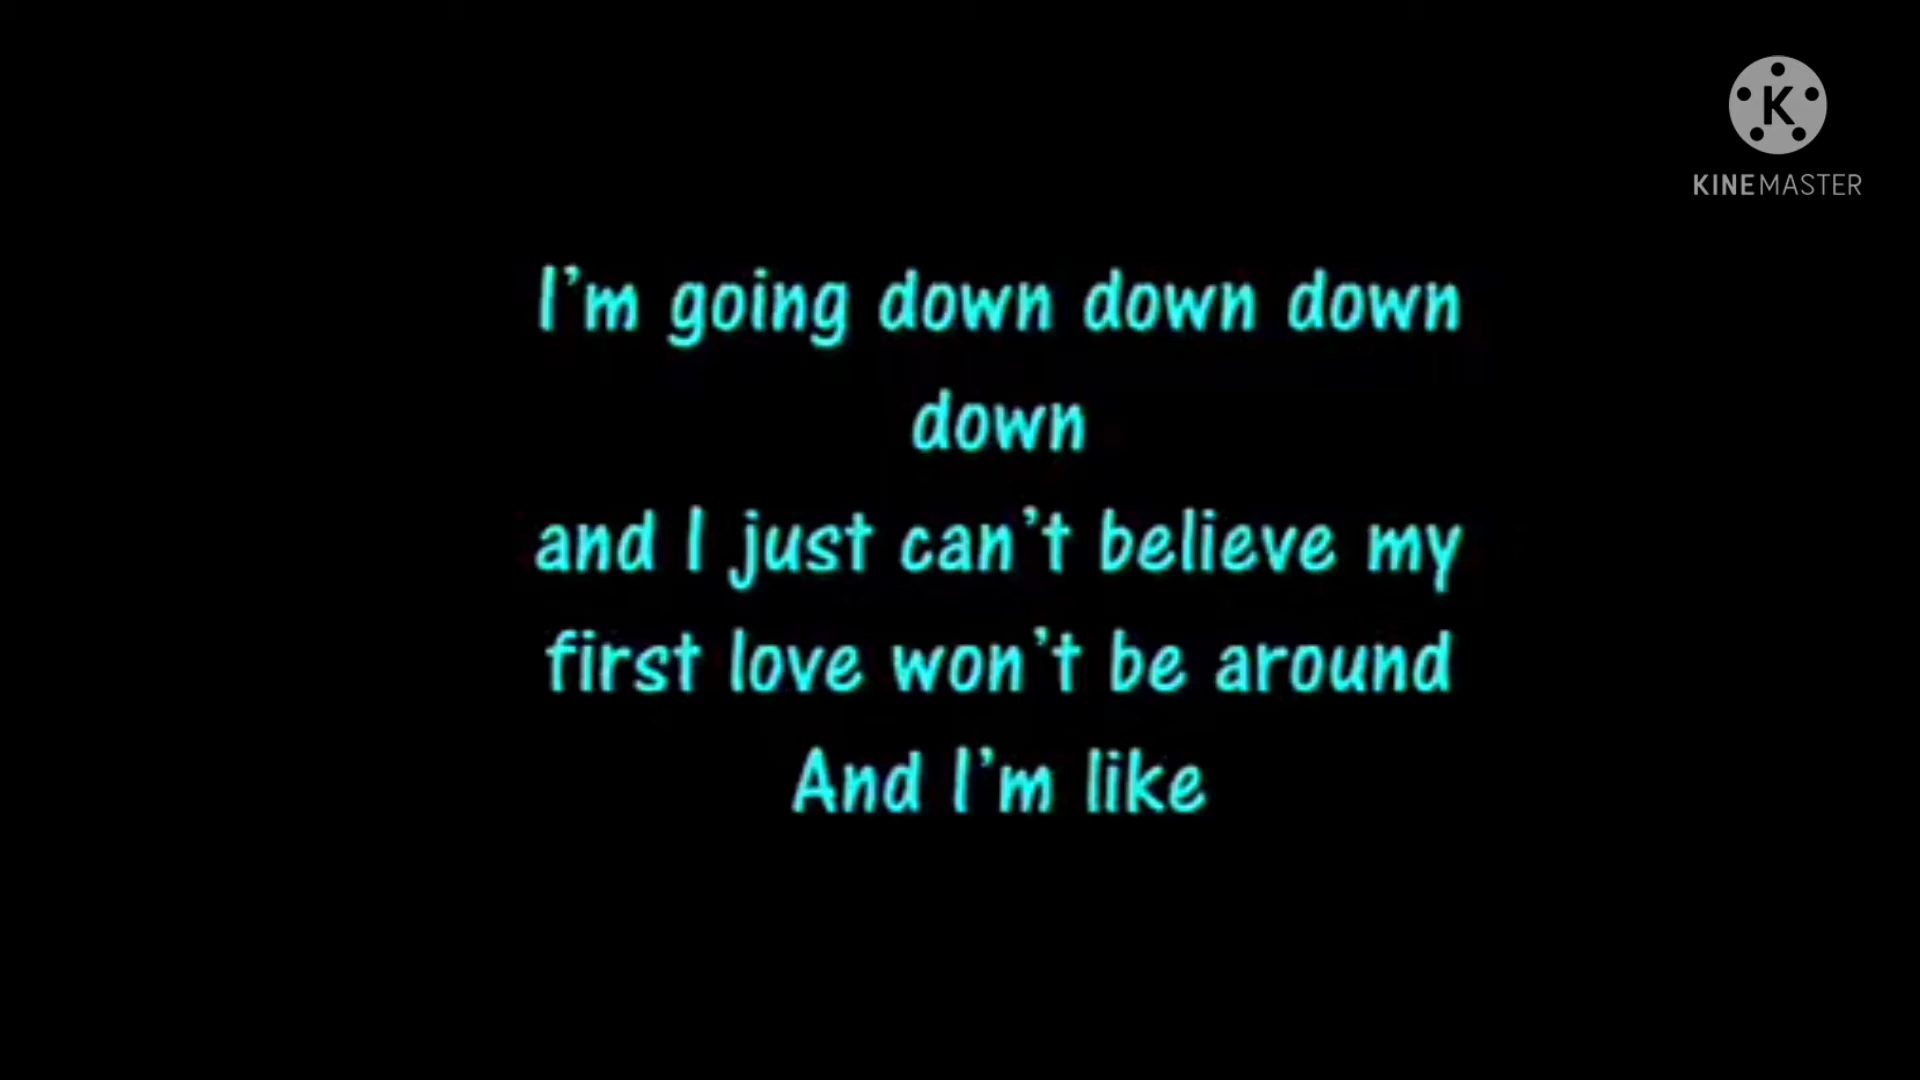 KINEMASTER
I'm going down down down
down
and I just can't believe my
first love won't be around
And I'm like